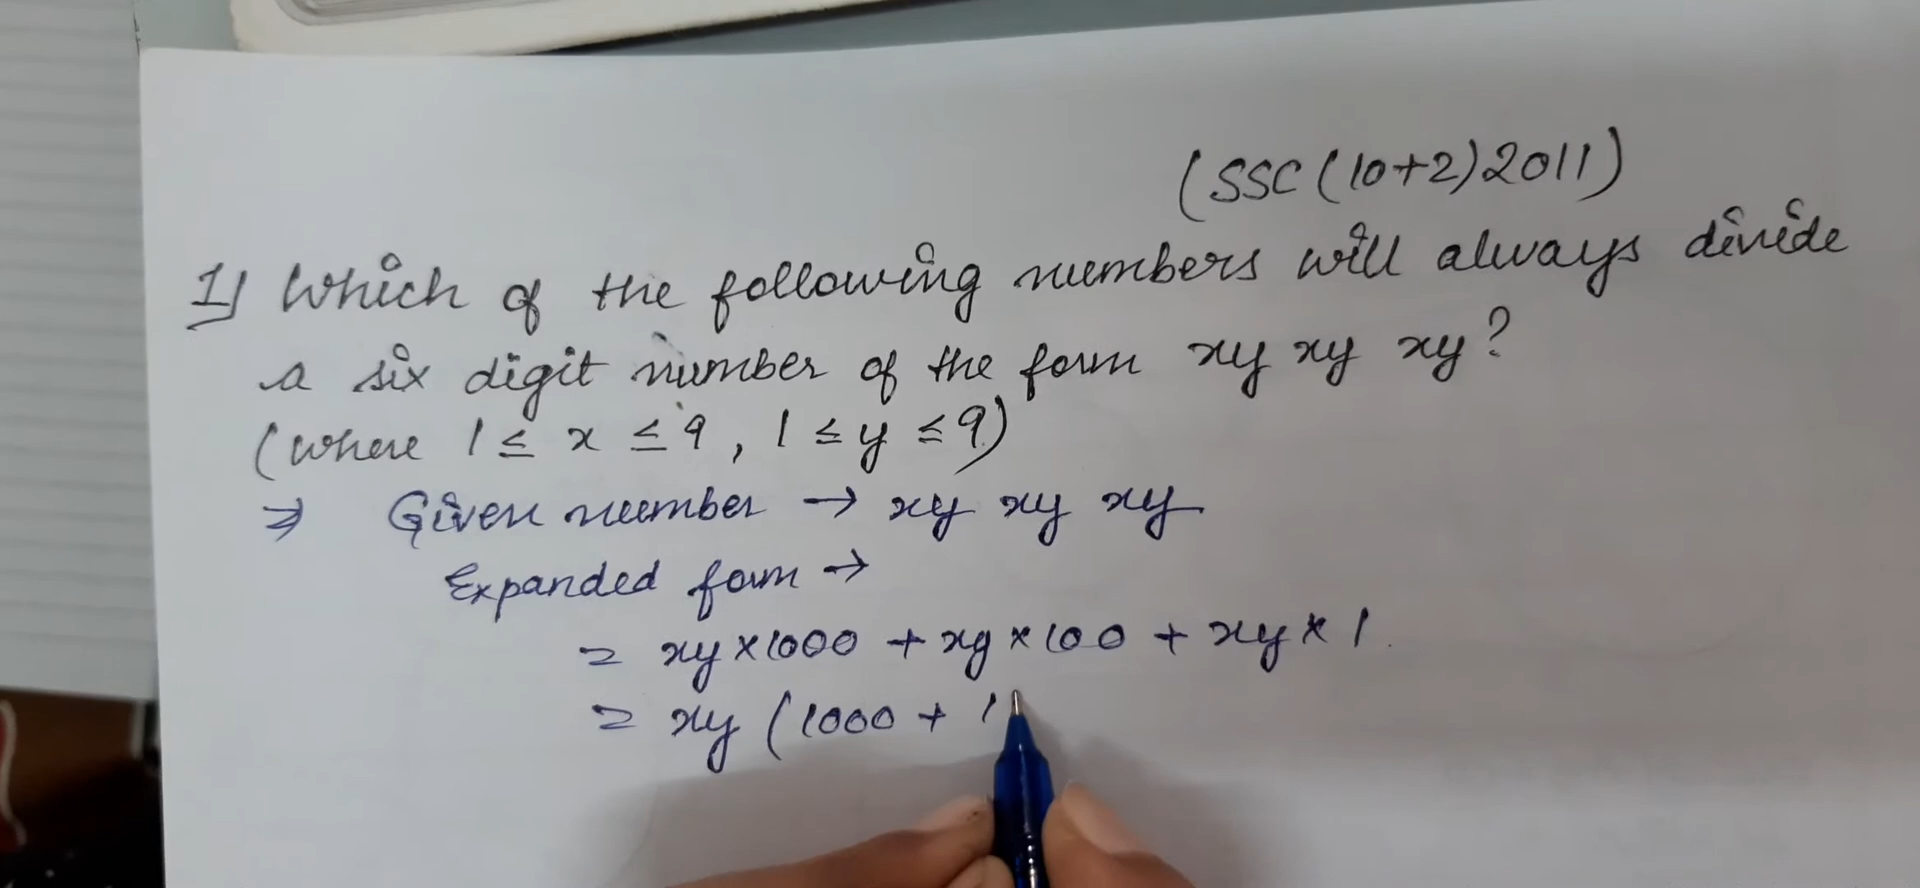 (SSC (10+2) 2011)
1) Which of the following numbers will always divide
a six digit number of the form xy xy xy?
(where 1 ≤ x ≤ 9, 1 ≤ y ≤ 9)
⇒ Given number → xy xy xy
Expanded form →
= xy × 1000 + xy × 100 + xy × 1.
= xy (1000 + 1